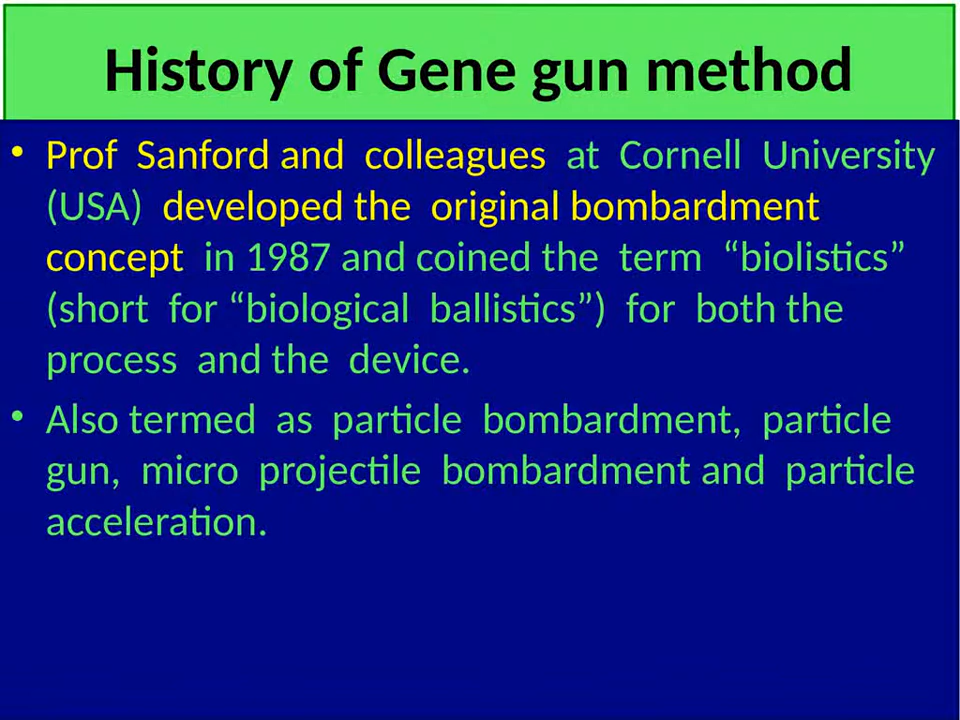 History of Gene gun method
• Prof Sanford and colleagues at Cornell University
(USA) developed the original bombardment
concept in 1987 and coined the term “biolistics”
(short for “biological ballistics”) for both the
process and the device.
• Also termed as particle bombardment, particle
gun, micro projectile bombardment and particle
acceleration.